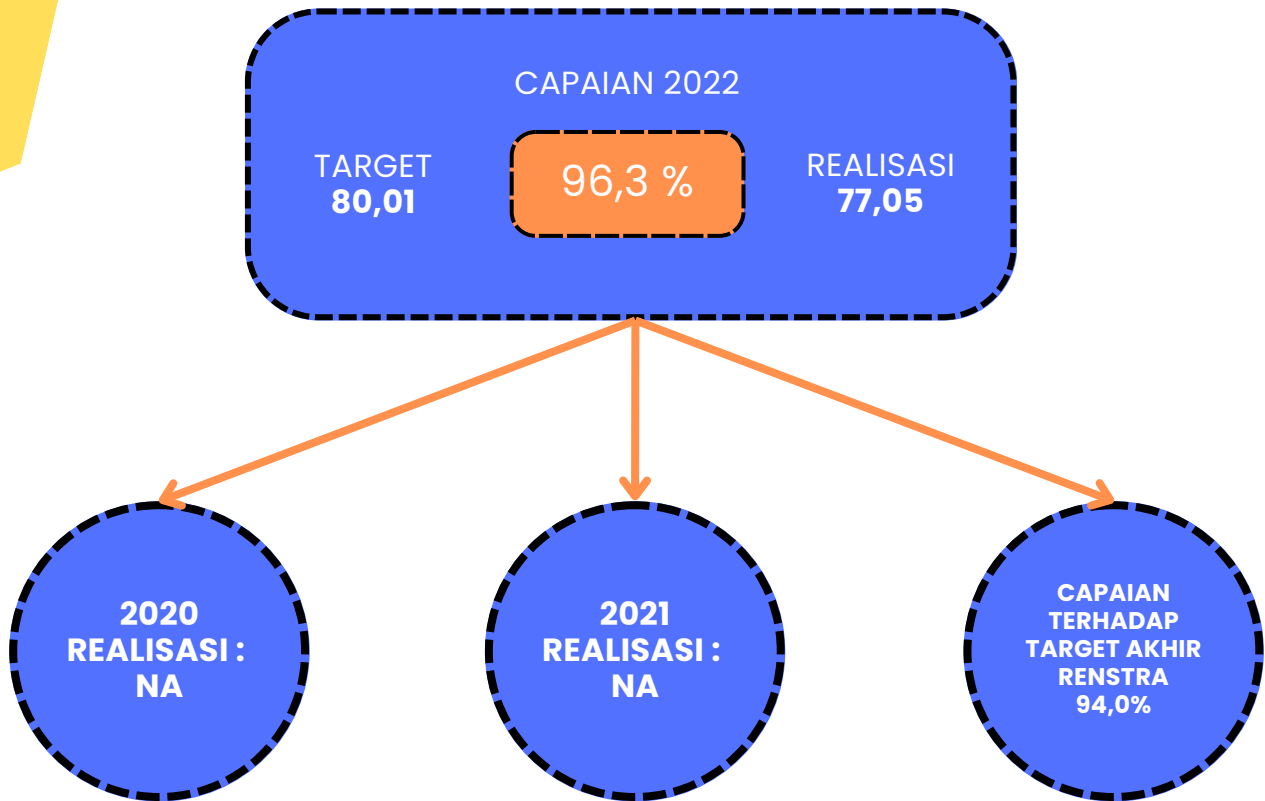 CAPAIAN 2022
TARGET
80,01
96,3 %
REALISASI
77,05
2020
REALISASI :
NA
2021
REALISASI :
NA
CAPAIAN
TERHADAP
TARGET AKHIR
RENSTRA
94,0%